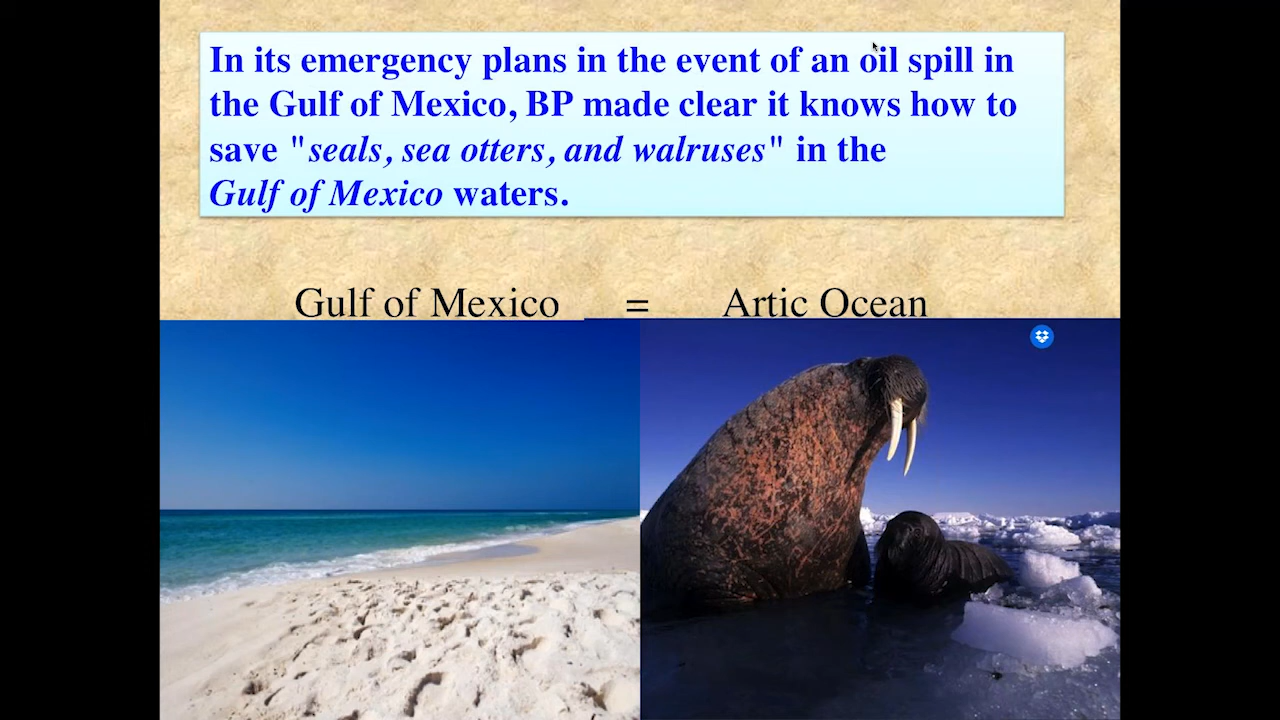 In its emergency plans in the event of an oil spill in
the Gulf of Mexico, BP made clear it knows how to
save "seals, sea otters, and walruses" in the
Gulf of Mexico waters.
Gulf of Mexico = Artic Ocean